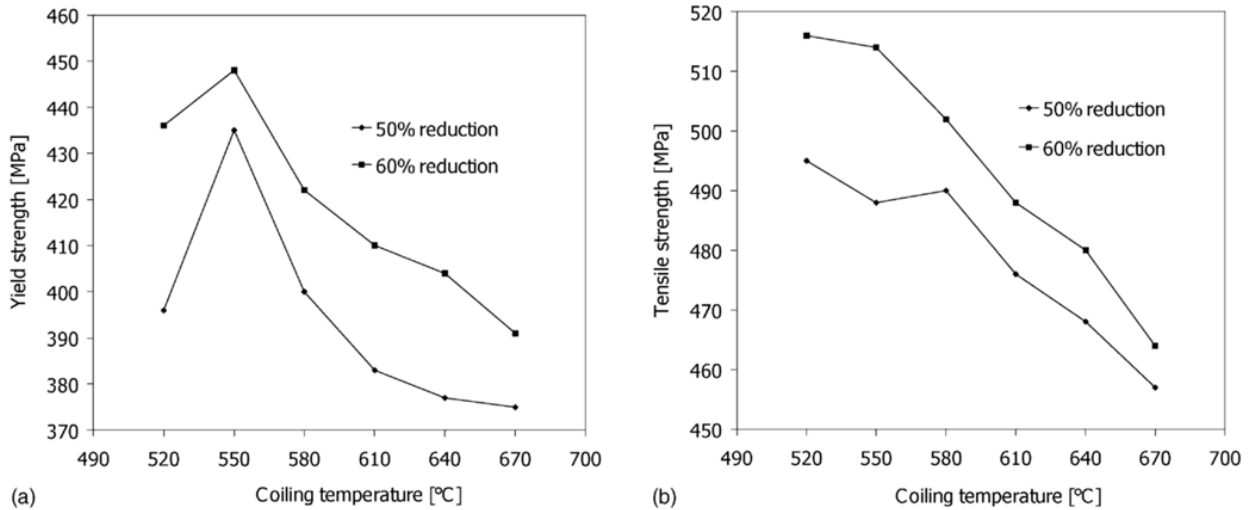 460
450
440
430
420
410
400
390
380
370
490 520 550 580 610 640 670 700
Yield strength [MPa]
Coiling temperature [°C]
50% reduction
60% reduction
(a)
520
510
500
490
480
470
460
450
490 520 550 580 610 640 670 700
Tensile strength [MPa]
Coiling temperature [°C]
50% reduction
60% reduction
(b)